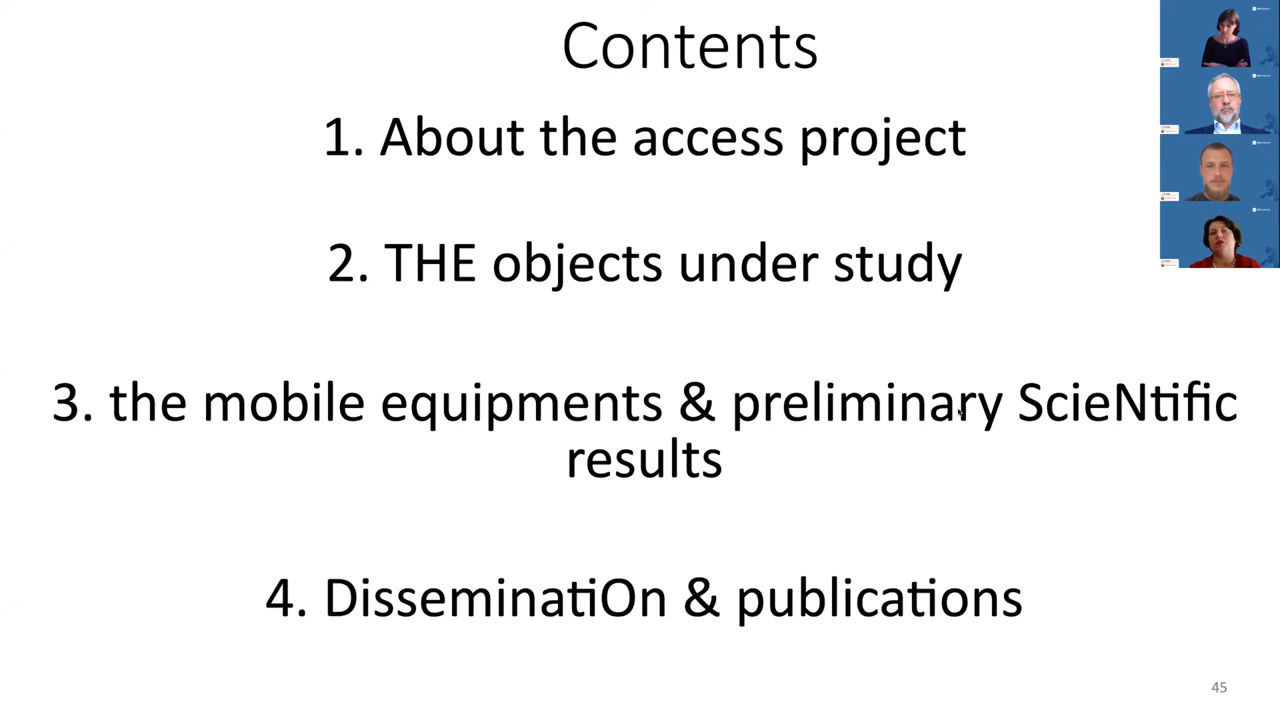 Contents
1. About the access project
2. THE objects under study
3. the mobile equipments & preliminary ScieNtific
results
4. DisseminatiOn & publications
45